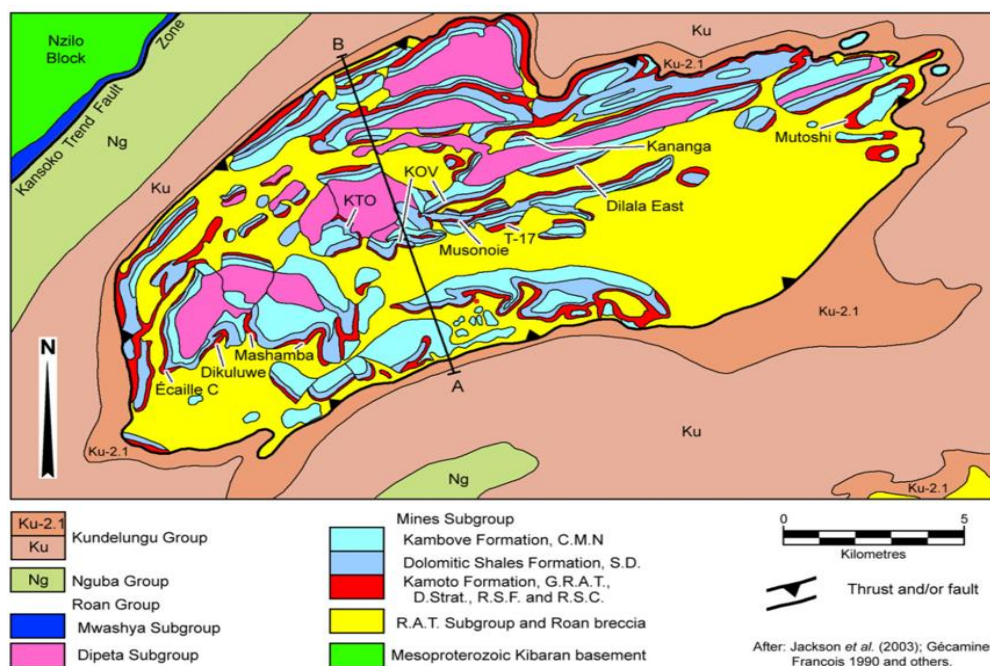 Nzilo
Block
Kansoko Trend Fault
Zone
Ng
Ku
B
Ku
Ku-2.1
Kananga
Mutoshi
KOV
KTO
Dilala East
T-17
Musonoie
Mashamba
Dikuluwe
Écaille C
A
Ku-2.1
N
Ku-2.1
Ku
Ng
Ku-2.1
Ku-2.1
Ku
Kundelungu Group
Ng
Nguba Group
Roan Group
Mwashya Subgroup
Dipeta Subgroup
Mines Subgroup
Kambove Formation, C.M.N
Dolomitic Shales Formation, S.D.
Kamoto Formation, G.R.A.T.,
D.Strat., R.S.F. and R.S.C.
R.A.T. Subgroup and Roan breccia
Mesoproterozoic Kibaran basement
0 5
Kilometres
Thrust and/or fault
After: Jackson et al. (2003); Gécamines
François 1990 and others.